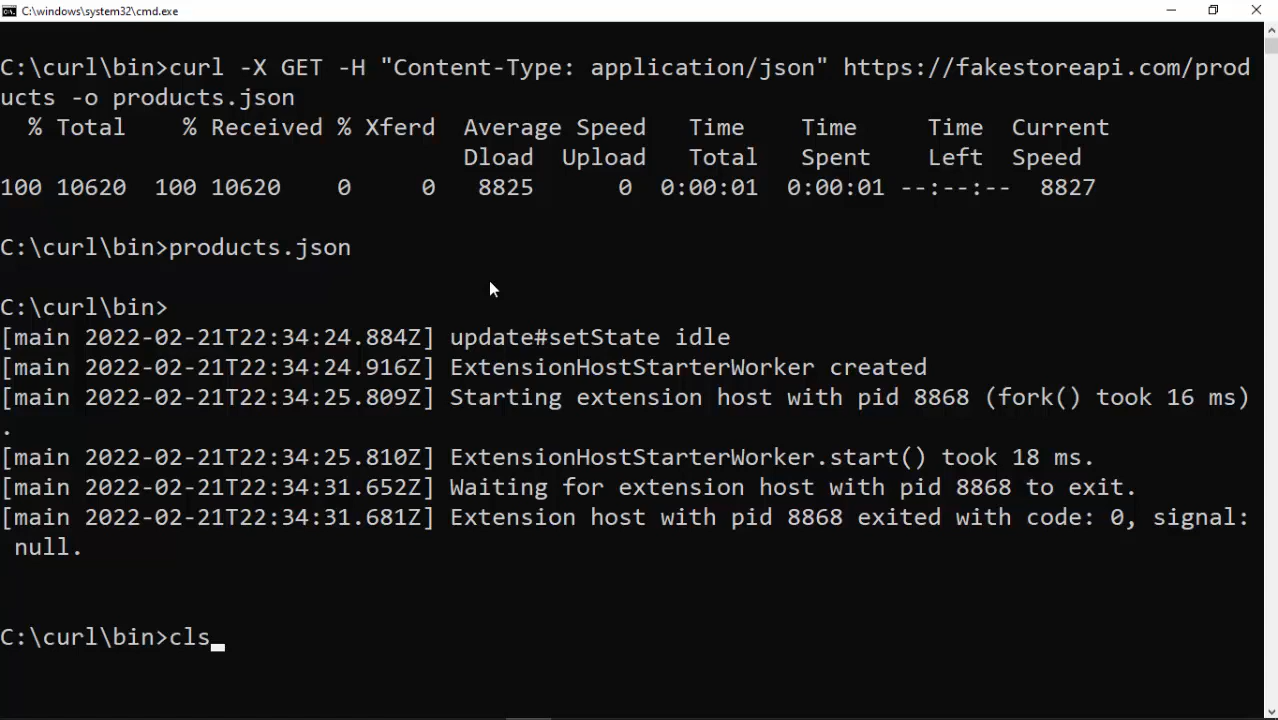 C:\windows\system32\cmd.exe
C:\curl\bin>curl -X GET -H "Content-Type: application/json" https://fakestoreapi.com/prod
ucts -o products.json
% Total % Received % Xferd Average Speed Time Time Time Current
Dload Upload Total Spent Left Speed
100 10620 100 10620 0 0 8825 0 0:00:01 0:00:01 --:--:-- 8827
C:\curl\bin>products.json
C:\curl\bin>
[main 2022-02-21T22:34:24.884Z] update#setState idle
[main 2022-02-21T22:34:24.916Z] ExtensionHostStarterWorker created
[main 2022-02-21T22:34:25.809Z] Starting extension host with pid 8868 (fork() took 16 ms)
.
[main 2022-02-21T22:34:25.810Z] ExtensionHostStarterWorker.start() took 18 ms.
[main 2022-02-21T22:34:31.652Z] Waiting for extension host with pid 8868 to exit.
[main 2022-02-21T22:34:31.681Z] Extension host with pid 8868 exited with code: 0, signal:
null.
C:\curl\bin>cls